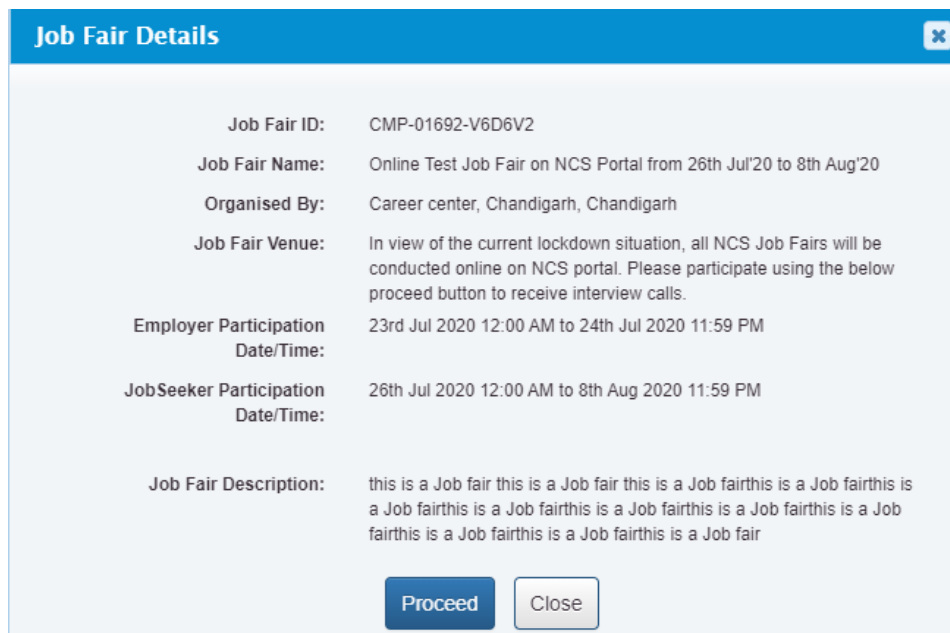 Job Fair Details
Job Fair ID: CMP-01692-V6D6V2
Job Fair Name: Online Test Job Fair on NCS Portal from 26th Jul'20 to 8th Aug'20
Organised By: Career center, Chandigarh, Chandigarh
Job Fair Venue: In view of the current lockdown situation, all NCS Job Fairs will be
conducted online on NCS portal. Please participate using the below
proceed button to receive interview calls.
Employer Participation 23rd Jul 2020 12:00 AM to 24th Jul 2020 11:59 PM
Date/Time:
JobSeeker Participation 26th Jul 2020 12:00 AM to 8th Aug 2020 11:59 PM
Date/Time:
Job Fair Description: this is a Job fair this is a Job fair this is a Job fairthis is a Job fairthis is
a Job fairthis is a Job fairthis is a Job fairthis is a Job fairthis is a Job
fairthis is a Job fairthis is a Job fairthis is a Job fair
Proceed Close